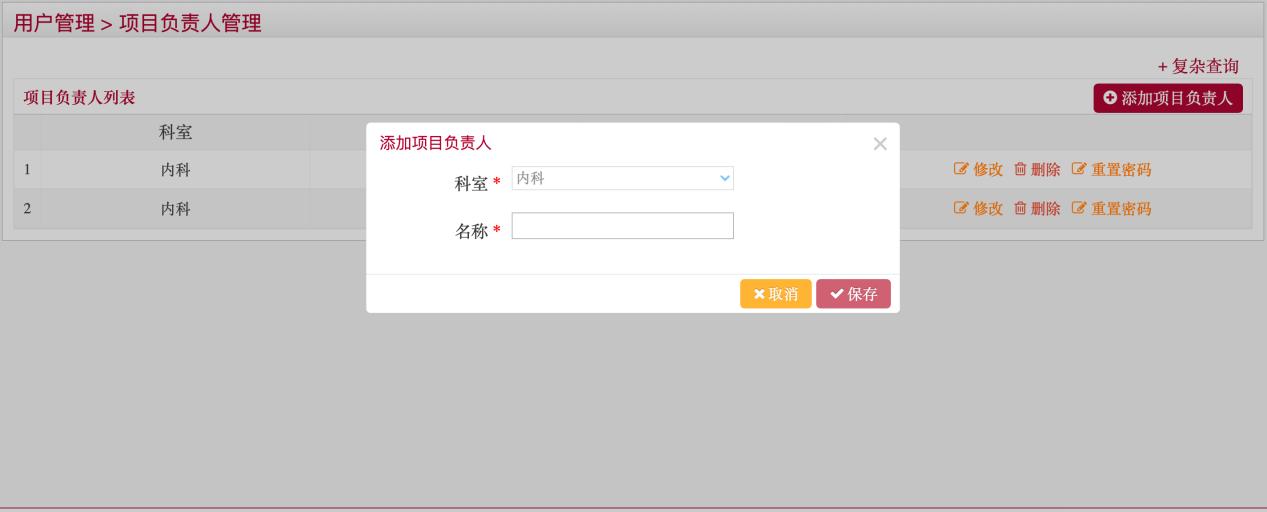 用户管理 > 项目负责人管理
+ 复杂查询
项目负责人列表
添加项目负责人
科室
1 内科 修改 删除 重置密码
2 内科 修改 删除 重置密码
添加项目负责人 ×
科室 * 内科
名称 *
取消 保存